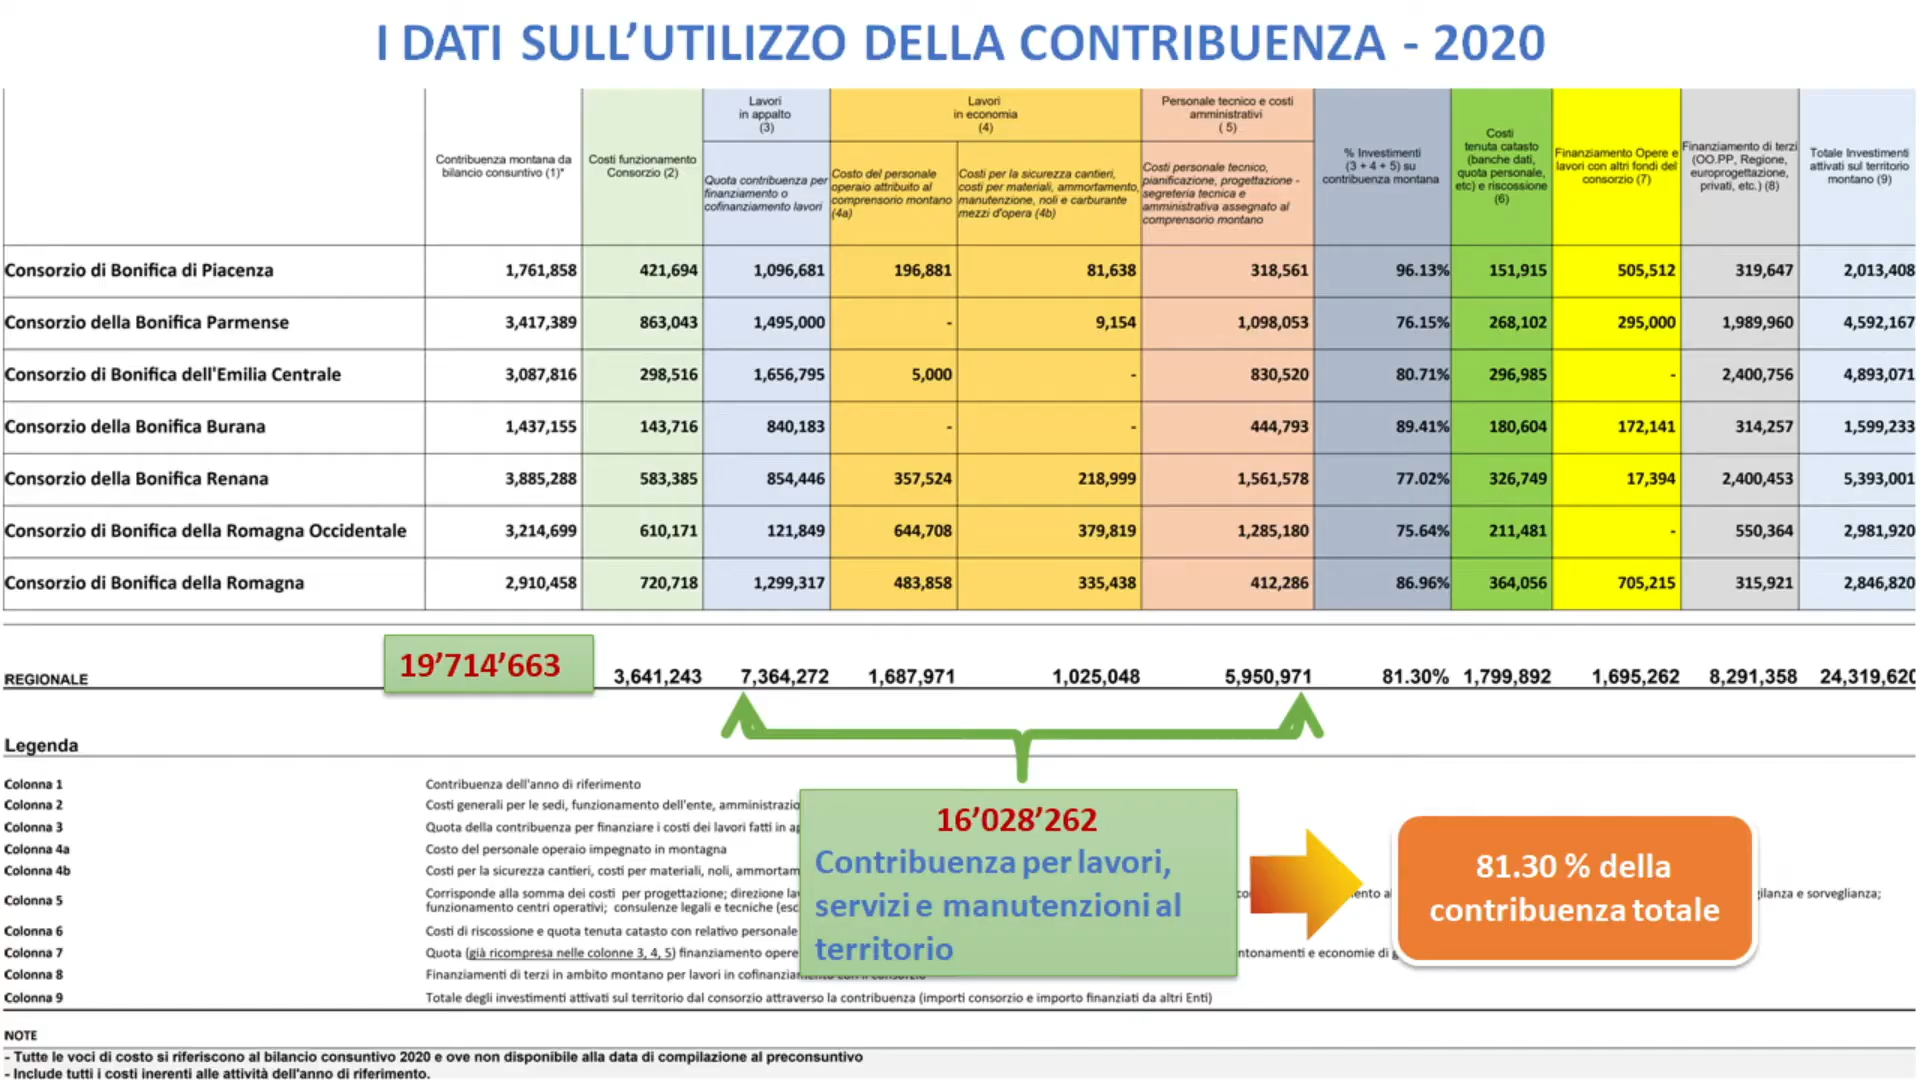 I DATI SULL'UTILIZZO DELLA CONTRIBUENZA - 2020
Contribuenza montana da
bilancio consuntivo (1)*
Costi funzionamento
Consorzio (2)
Lavori
in appalto
(3)
Quota contribuenza per
finanziamento o
cofinanziamento lavori
Lavori
in economia
(4)
Costo del personale
operaio attribuito al
comprensorio montano
(4a)
Costi per la sicurezza cantieri,
costi per materiali, ammortamento,
manutenzione, noli e carburante
mezzi d'opera (4b)
Personale tecnico e costi
amministrativi
( 5)
Costi personale tecnico,
pianificazione, progettazione -
segreteria tecnica e
amministrativa assegnato al
comprensorio montano
% Investimenti
(3 + 4 + 5) su
contribuenza montana
Costi
tenuta catasto
(banche dati,
quota personale,
etc) e riscossione
(6)
Finanziamento Opere e
lavori con altri fondi del
consorzio (7)
Finanziamento di terzi
(OO.PP, Regione,
europrogettazione,
privati, etc.) (8)
Totale Investimenti
attivati sul territorio
montano (9)
Consorzio di Bonifica di Piacenza 1,761,858 421,694 1,096,681 196,881 81,638 318,561 96.13% 151,915 505,512 319,647 2,013,408
Consorzio della Bonifica Parmense 3,417,389 863,043 1,495,000 - 9,154 1,098,053 76.15% 268,102 295,000 1,989,960 4,592,167
Consorzio di Bonifica dell'Emilia Centrale 3,087,816 298,516 1,656,795 5,000 - 830,520 80.71% 296,985 - 2,400,756 4,893,071
Consorzio della Bonifica Burana 1,437,155 143,716 840,183 - - 444,793 89.41% 180,604 172,141 314,257 1,599,233
Consorzio della Bonifica Renana 3,885,288 583,385 854,446 357,524 218,999 1,561,578 77.02% 326,749 17,394 2,400,453 5,393,001
Consorzio di Bonifica della Romagna Occidentale 3,214,699 610,171 121,849 644,708 379,819 1,285,180 75.64% 211,481 - 550,364 2,981,920
Consorzio di Bonifica della Romagna 2,910,458 720,718 1,299,317 483,858 335,438 412,286 86.96% 364,056 705,215 315,921 2,846,820
REGIONALE 19'714'663 3,641,243 7,364,272 1,687,971 1,025,048 5,950,971 81.30% 1,799,892 1,695,262 8,291,358 24,319,620
Legenda
Colonna 1 Contribuenza dell'anno di riferimento
Colonna 2 Costi generali per le sedi, funzionamento dell'ente,
Colonna 3 Quota della contribuenza per finanziare i costi dei lavori fatti in
Colonna 4a Costo del personale operaio impegnato in montagna
Colonna 4b Costi per la sicurezza cantieri, costi per materiali, noli,
Colonna 5 Corrisponde alla somma dei costi per progettazione; direzione e sorveglianza;
funzionamento centri operativi; consulenze legali e tecniche
Colonna 6 Costi di riscossione e quota tenuta catasto con relativo personale
Colonna 7 Quota (già ricompresa nelle colonne 3, 4, 5) finanziamento opere e economie di
Colonna 8 Finanziamenti di terzi in ambito montano per lavori in cofinanziamento con il consorzio
Colonna 9 Totale degli investimenti attivati sul territorio dal consorzio attraverso la contribuenza (importi consorzio e importo finanziati da altri Enti)
16'028'262
Contribuenza per lavori,
servizi e manutenzioni al
territorio
81.30 % della
contribuenza totale
NOTE
- Tutte le voci di costo si riferiscono al bilancio consuntivo 2020 e ove non disponibile alla data di compilazione al preconsuntivo
- Include tutti i costi inerenti alle attività dell'anno di riferimento.